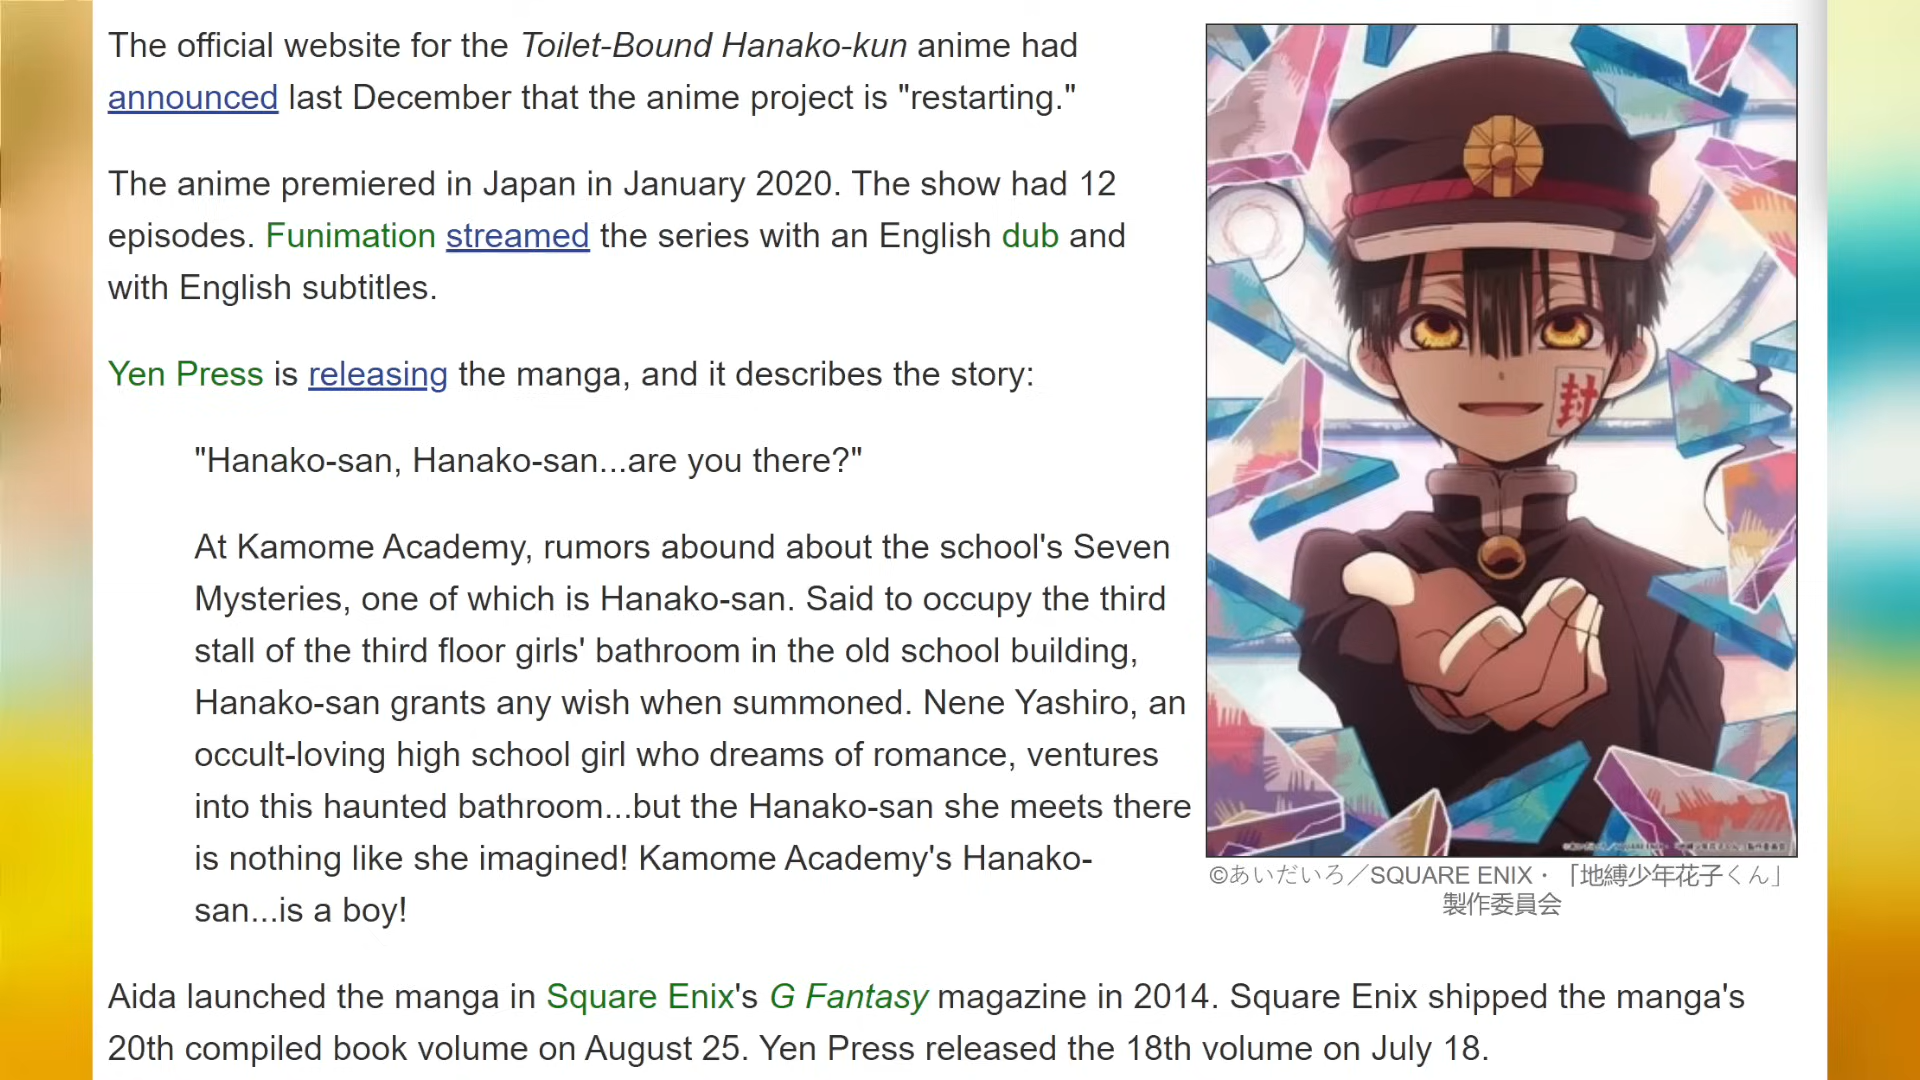 The official website for the Toilet-Bound Hanako-kun anime had
announced last December that the anime project is "restarting."
The anime premiered in Japan in January 2020. The show had 12
episodes. Funimation streamed the series with an English dub and
with English subtitles.
Yen Press is releasing the manga, and it describes the story:
"Hanako-san, Hanako-san...are you there?"
At Kamome Academy, rumors abound about the school's Seven
Mysteries, one of which is Hanako-san. Said to occupy the third
stall of the third floor girls' bathroom in the old school building,
Hanako-san grants any wish when summoned. Nene Yashiro, an
occult-loving high school girl who dreams of romance, ventures
into this haunted bathroom...but the Hanako-san she meets there
is nothing like she imagined! Kamome Academy's Hanako-
san...is a boy!
封
©あいだいろ／SQUARE ENIX・「地縛少年花子くん」
製作委員会
Aida launched the manga in Square Enix's G Fantasy magazine in 2014. Square Enix shipped the manga's
20th compiled book volume on August 25. Yen Press released the 18th volume on July 18.